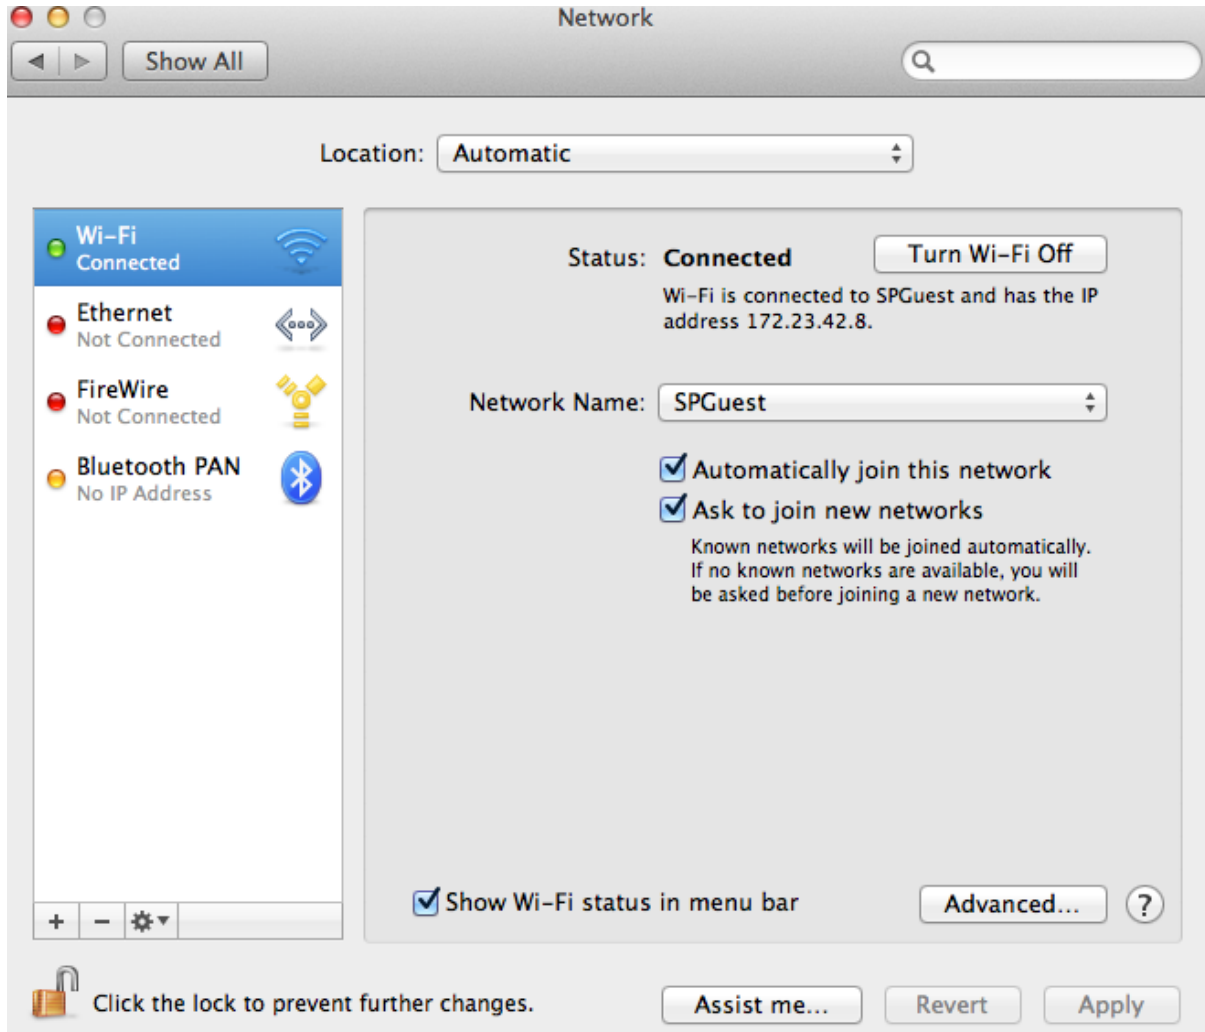 Network
Show All
Location: Automatic
Wi-Fi
Connected
Ethernet
Not Connected
FireWire
Not Connected
Bluetooth PAN
No IP Address
Status: Connected
Turn Wi-Fi Off
Wi-Fi is connected to SPGuest and has the IP
address 172.23.42.8.
Network Name: SPGuest
Automatically join this network
Ask to join new networks
Known networks will be joined automatically.
If no known networks are available, you will
be asked before joining a new network.
Show Wi-Fi status in menu bar
Advanced... ?
Click the lock to prevent further changes.
Assist me... Revert Apply